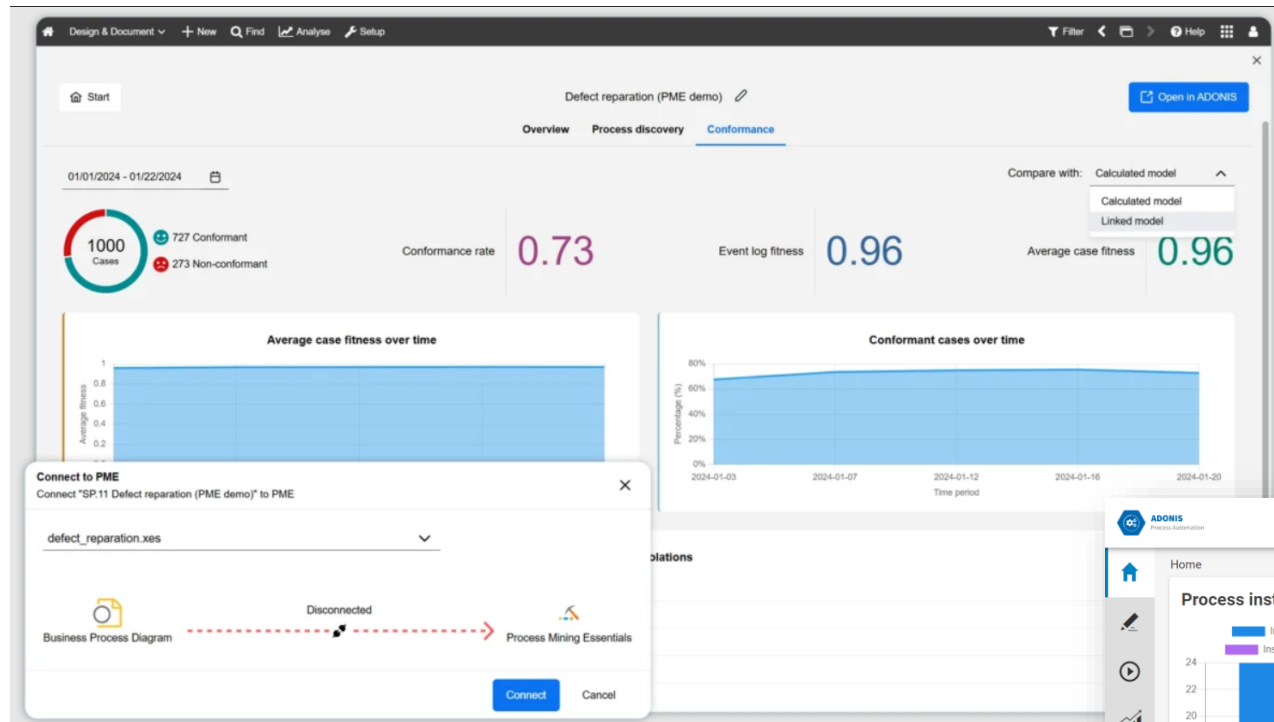 Design & Document New Find Analyse Setup Filter Help
Start Defect reparation (PME demo) Open in ADONIS
Overview Process discovery Conformance
01/01/2024 - 01/22/2024 Compare with: Calculated model
Calculated model
Linked model
1000
Cases
727 Conformant
273 Non-conformant
Conformance rate 0.73
Event log fitness 0.96
Average case fitness 0.96
Average case fitness over time
1
0.8
0.6
0.4
0.2
Average fitness
Conformant cases over time
80%
60%
40%
20%
0%
Percentage (%)
2024-01-03 2024-01-07 2024-01-12 2024-01-16 2024-01-20
Time period
Connect to PME
Connect "SP.11 Defect reparation (PME demo)" to PME
defect_reparation.xes
Disconnected
Business Process Diagram Process Mining Essentials
Connect Cancel
ADONIS
Process Automation
Home
24
22
20